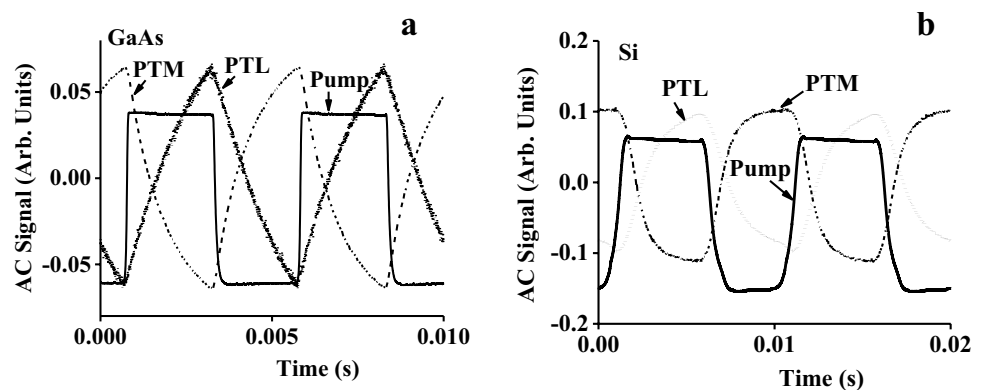 GaAs
a
PTM
PTL
Pump
0.05
0.00
-0.05
AC Signal (Arb. Units)
0.000
0.005
0.010
Time (s)
b
0.2
Si
PTL
PTM
0.1
0.0
Pump
-0.1
-0.2
AC Signal (Arb. Units)
0.00
0.01
0.02
Time (s)